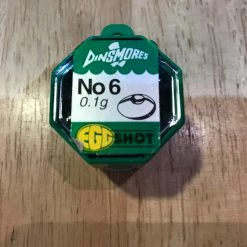 DINSMORES
No 6
0.1g
EGG SHOT